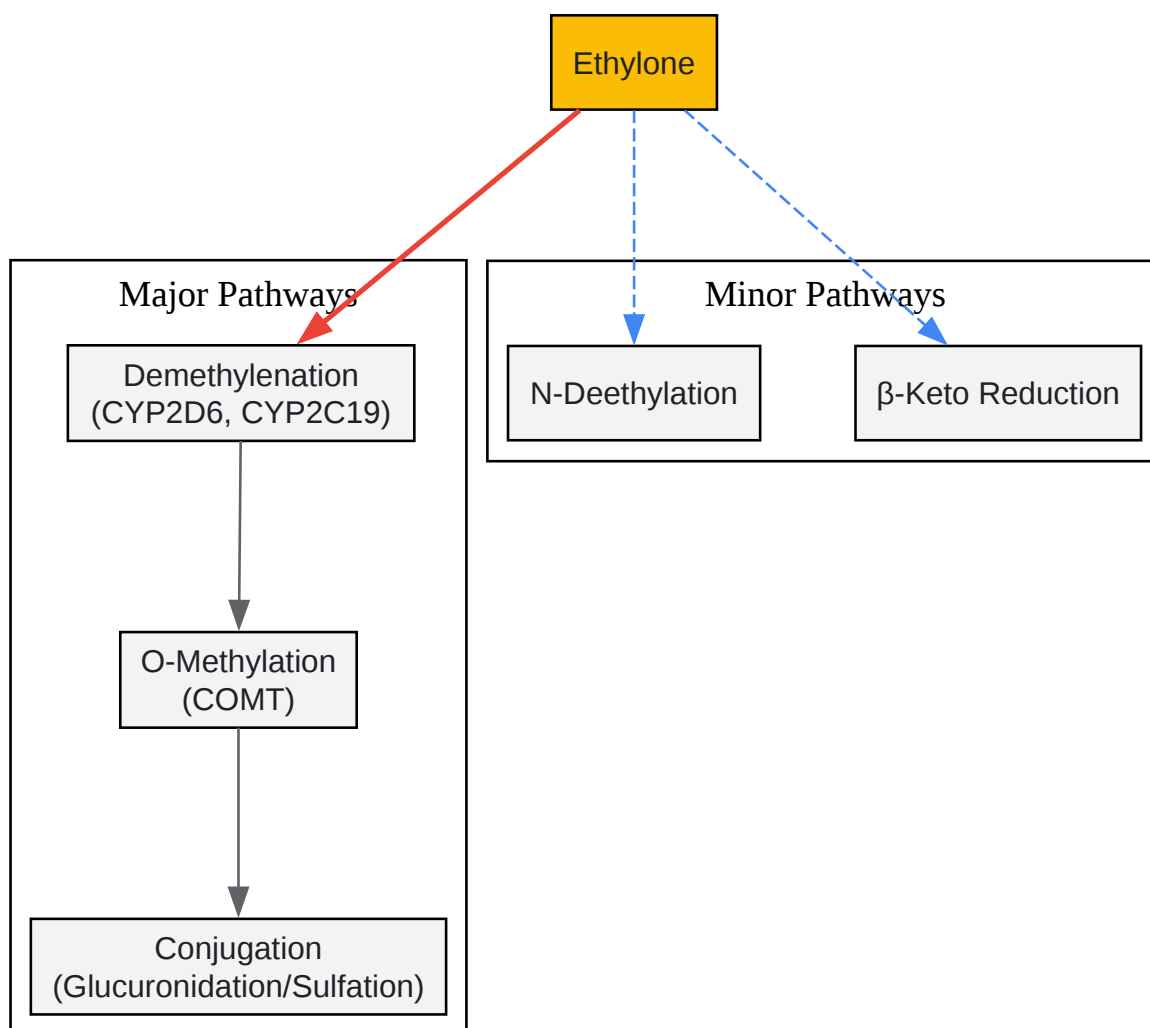 Ethylone
Major Pathways
Minor Pathways
Demethylenation
(CYP2D6, CYP2C19)
N-Deethylation
β-Keto Reduction
O-Methylation
(COMT)
Conjugation
(Glucuronidation/Sulfation)